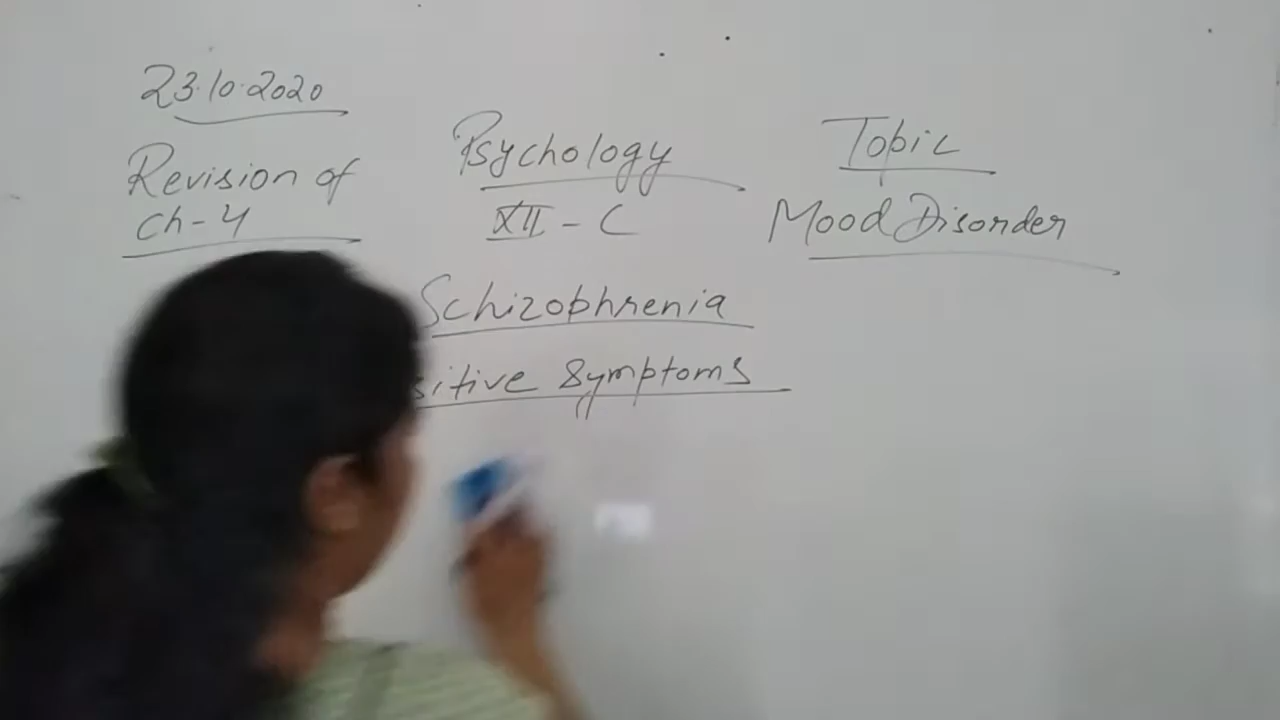 23.10.2020
Revision of
Ch-4
Psychology
XII - C
Topic
Mood Disorder
Schizophrenia
sitive Symptoms